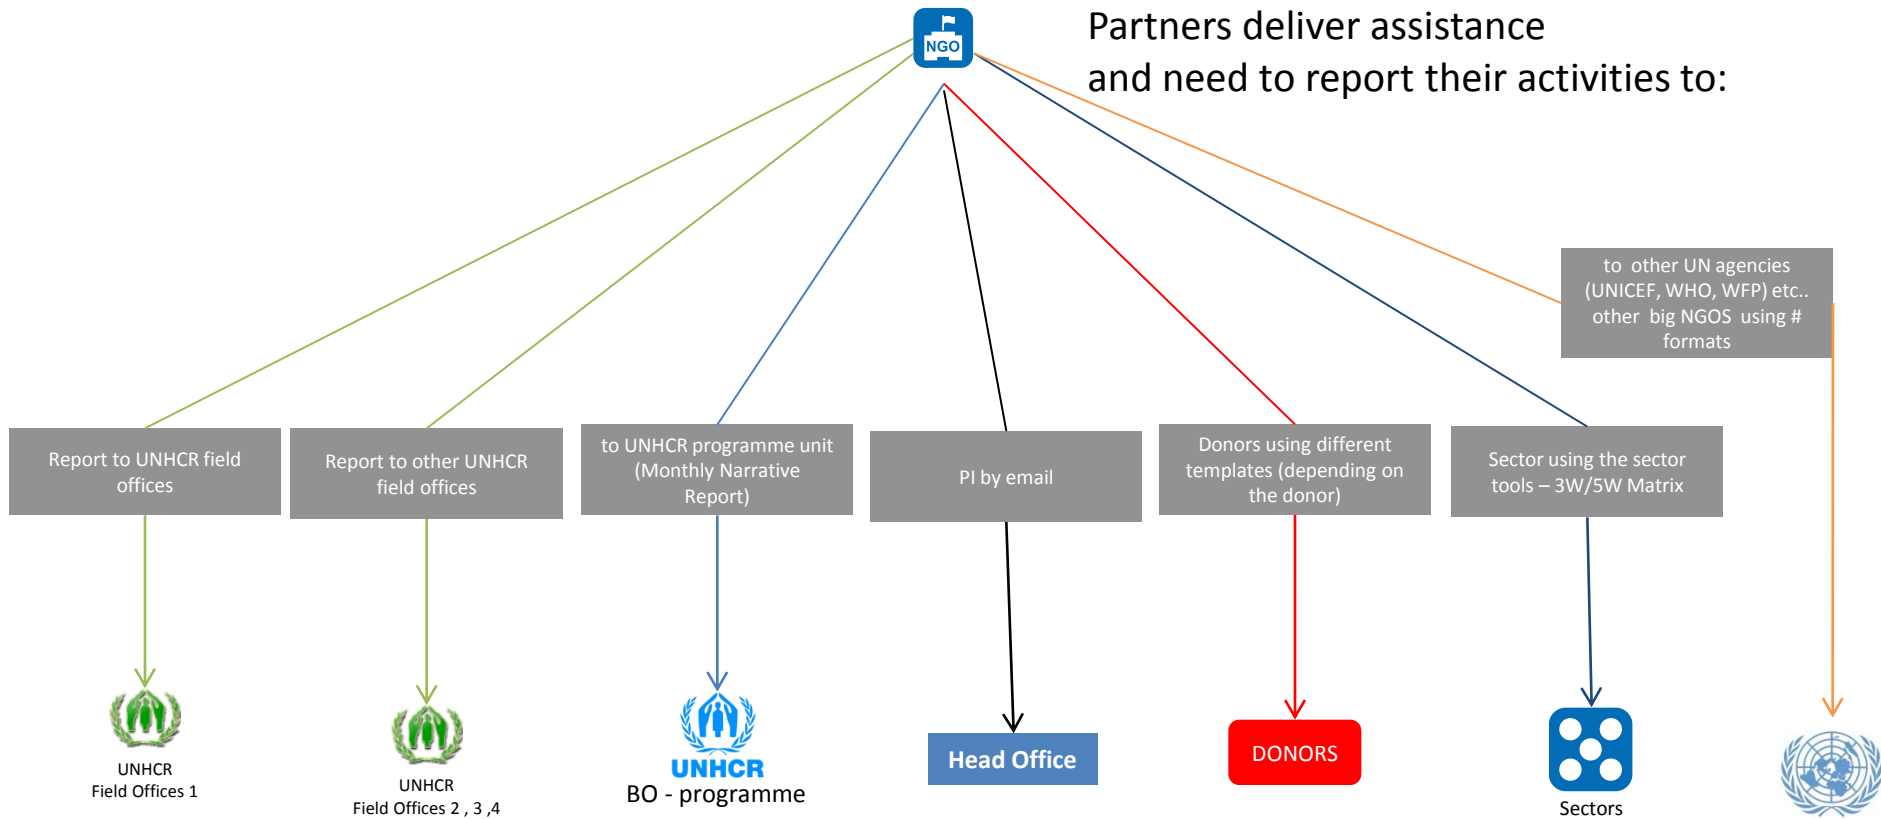 NGO
Partners deliver assistance
and need to report their activities to:
to other UN agencies
(UNICEF, WHO, WFP) etc..
other big NGOS using #
formats
Report to UNHCR field
offices
Report to other UNHCR
field offices
to UNHCR programme unit
(Monthly Narrative
Report)
PI by email
Donors using different
templates (depending on
the donor)
Sector using the sector
tools – 3W/5W Matrix
UNHCR
Field Offices 1
UNHCR
Field Offices 2 , 3 ,4
UNHCR
BO - programme
Head Office
DONORS
Sectors